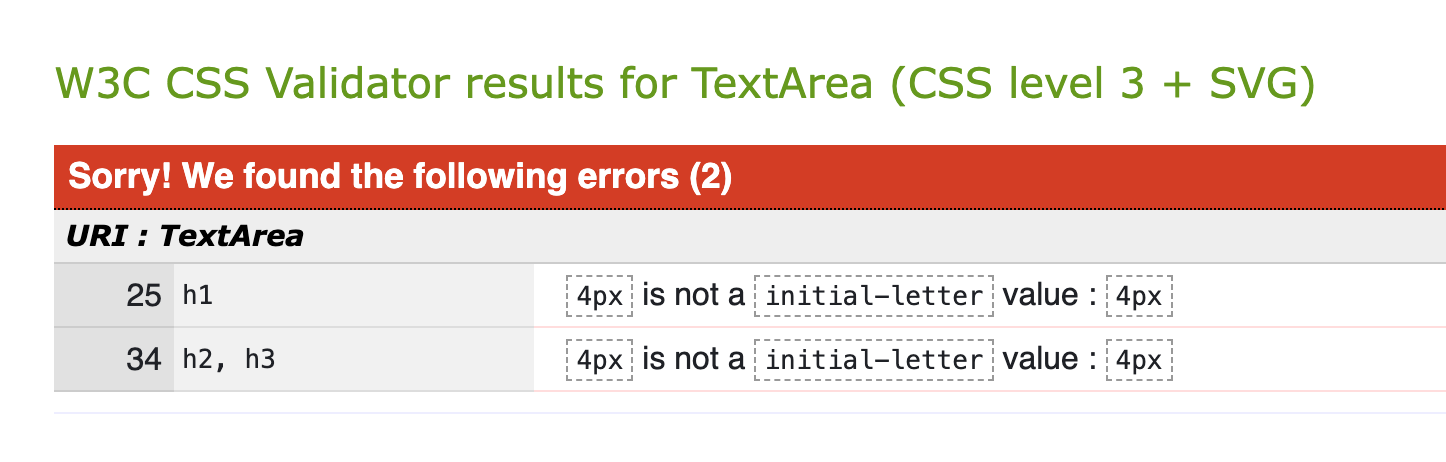 W3C CSS Validator results for TextArea (CSS level 3 + SVG)
Sorry! We found the following errors (2)
URI : TextArea
25 h1 4px is not a initial-letter value : 4px
34 h2, h3 4px is not a initial-letter value : 4px